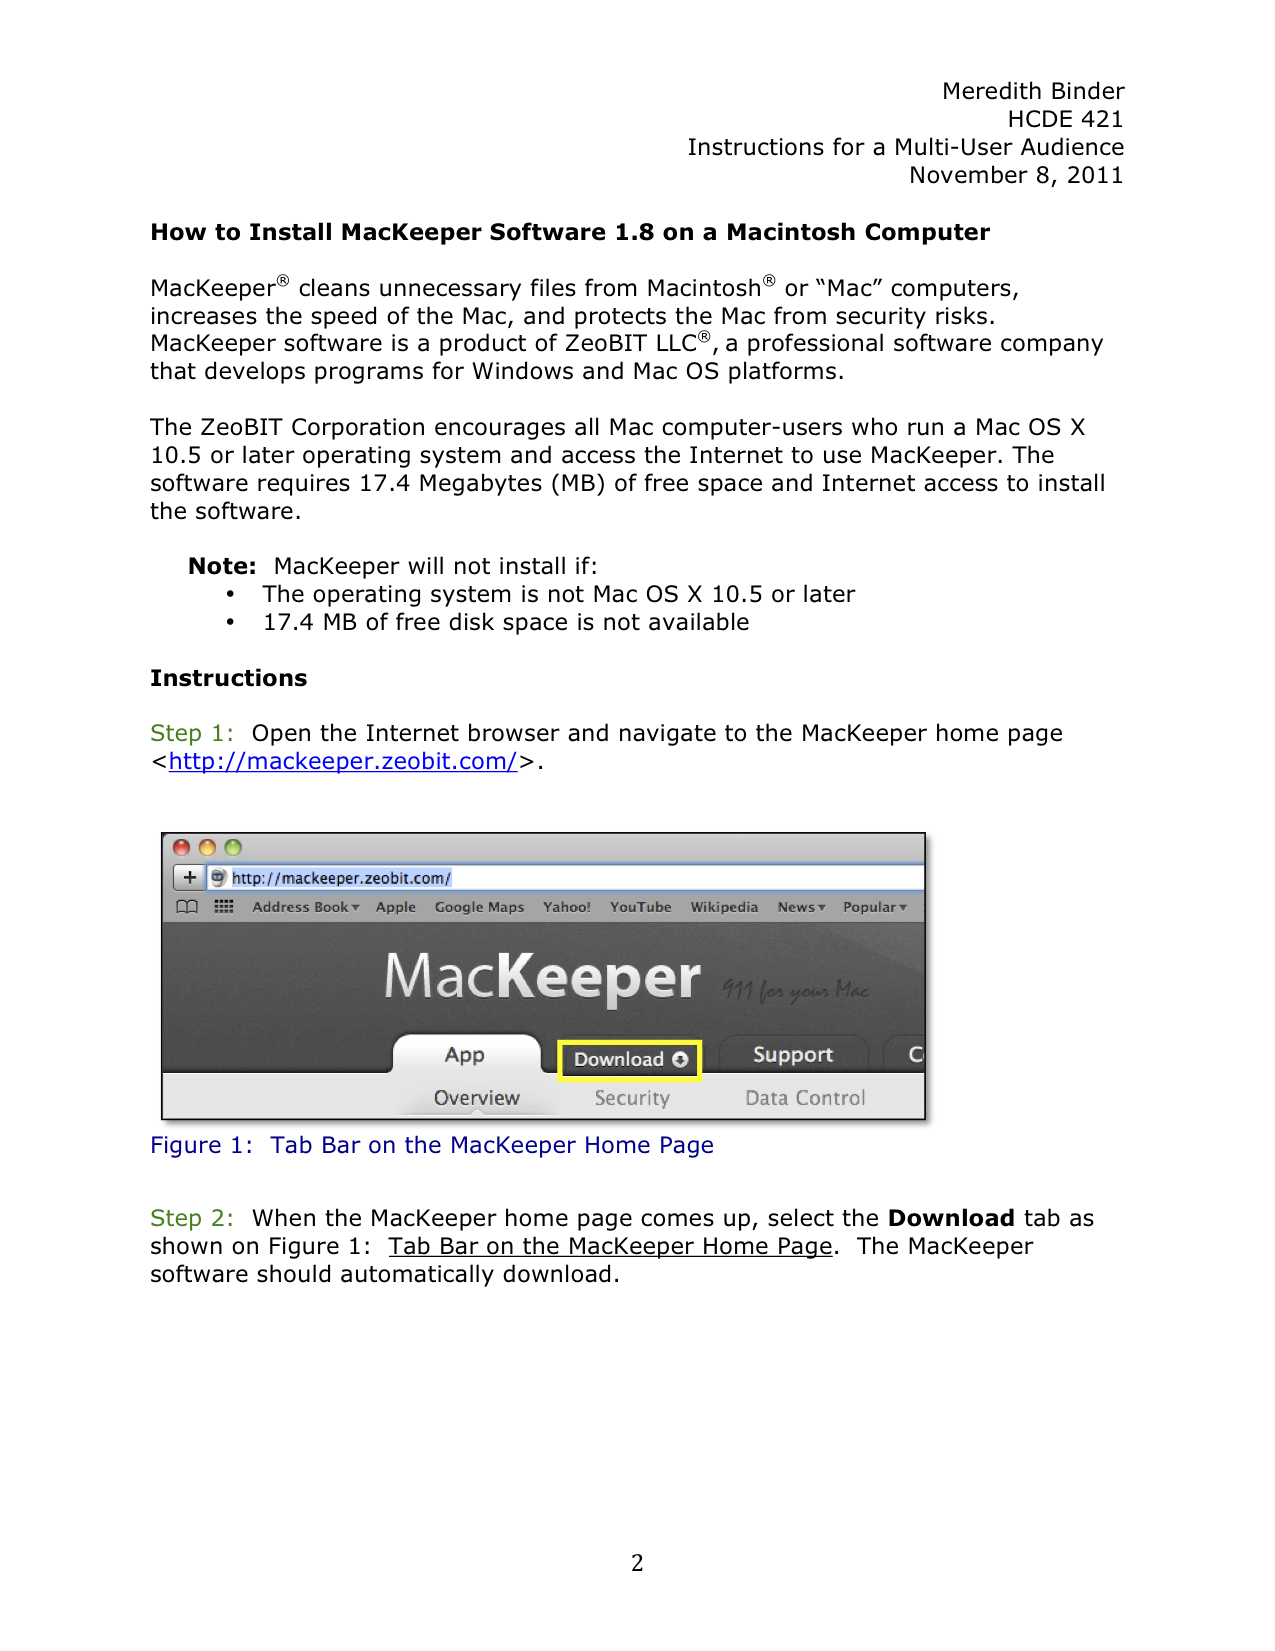 Meredith Binder
HCDE 421
Instructions for a Multi-User Audience
November 8, 2011
How to Install MacKeeper Software 1.8 on a Macintosh Computer
MacKeeper® cleans unnecessary files from Macintosh® or “Mac” computers,
increases the speed of the Mac, and protects the Mac from security risks.
MacKeeper software is a product of ZeoBIT LLC®, a professional software company
that develops programs for Windows and Mac OS platforms.
The ZeoBIT Corporation encourages all Mac computer-users who run a Mac OS X
10.5 or later operating system and access the Internet to use MacKeeper. The
software requires 17.4 Megabytes (MB) of free space and Internet access to install
the software.
Note: MacKeeper will not install if:
• The operating system is not Mac OS X 10.5 or later
• 17.4 MB of free disk space is not available
Instructions
Step 1: Open the Internet browser and navigate to the MacKeeper home page
<http://mackeeper.zeobit.com/>.
+ http://mackeeper.zeobit.com/
Address Book▾ Apple Google Maps Yahoo! YouTube Wikipedia News▾ Popular▾
MacKeeper 911 for your Mac
App Download Support C
Overview Security Data Control
Figure 1: Tab Bar on the MacKeeper Home Page
Step 2: When the MacKeeper home page comes up, select the Download tab as
shown on Figure 1: Tab Bar on the MacKeeper Home Page. The MacKeeper
software should automatically download.
2